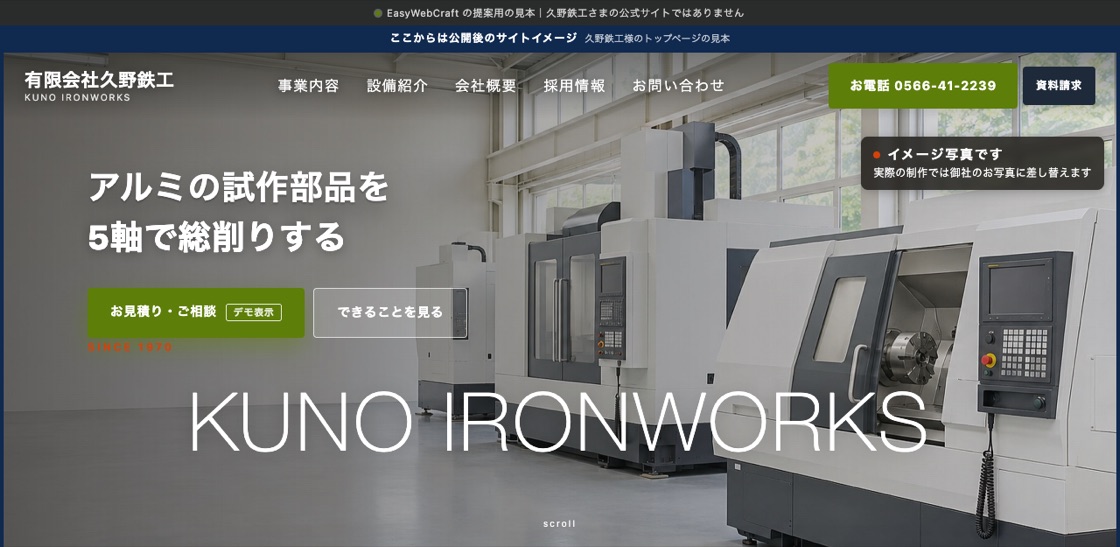 EasyWebCraft の提案用の見本｜久野鉄工さまの公式サイトではありません
ここからは公開後のサイトイメージ 久野鉄工様のトップページの見本
有限会社久野鉄工
KUNO IRONWORKS
事業内容 設備紹介 会社概要 採用情報 お問い合わせ
お電話 0566-41-2239
資料請求
イメージ写真です
実際の制作では御社のお写真に差し替えます
アルミの試作部品を
5軸で総削りする
お見積り・ご相談 デモ表示
できることを見る
SINCE 1970
KUNO IRONWORKS
scroll